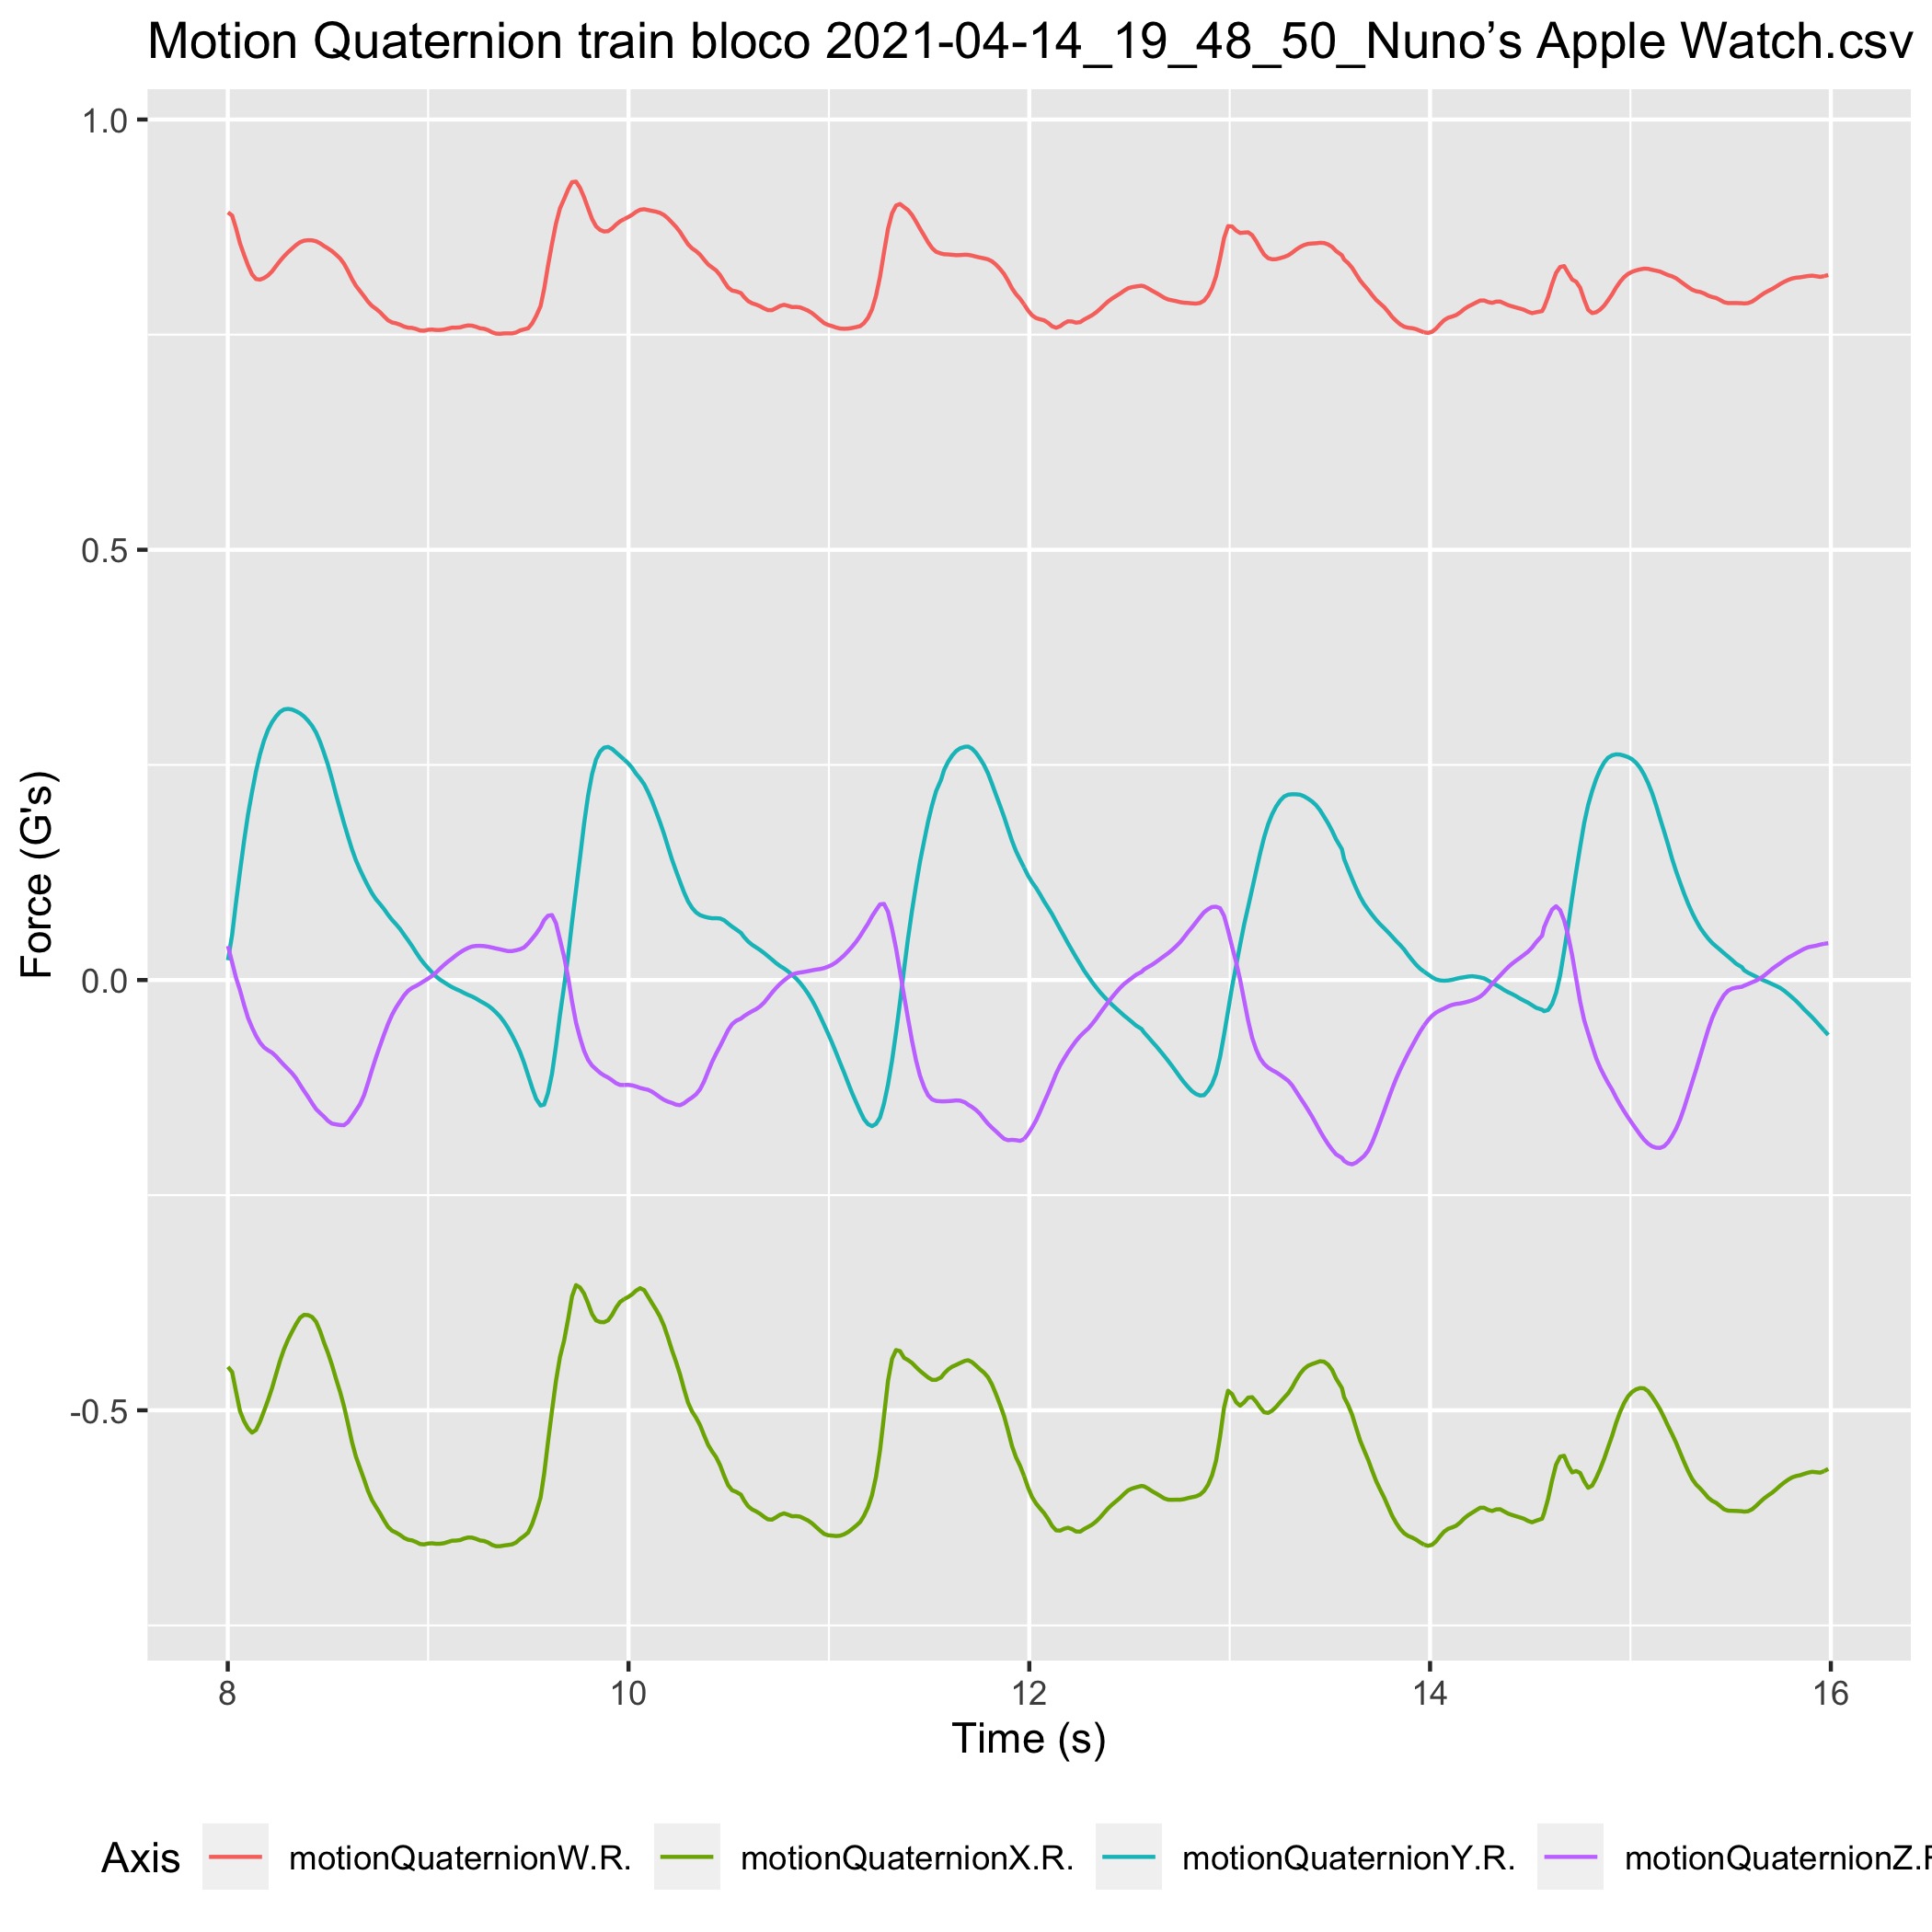 Motion Quaternion train bloco 2021-04-14_19_48_50_Nuno’s Apple Watch.csv
1.0
0.5
0.0
-0.5
Force (G's)
8 10 12 14 16
Time (s)
Axis motionQuaternionW.R. motionQuaternionX.R. motionQuaternionY.R. motionQuaternionZ.R